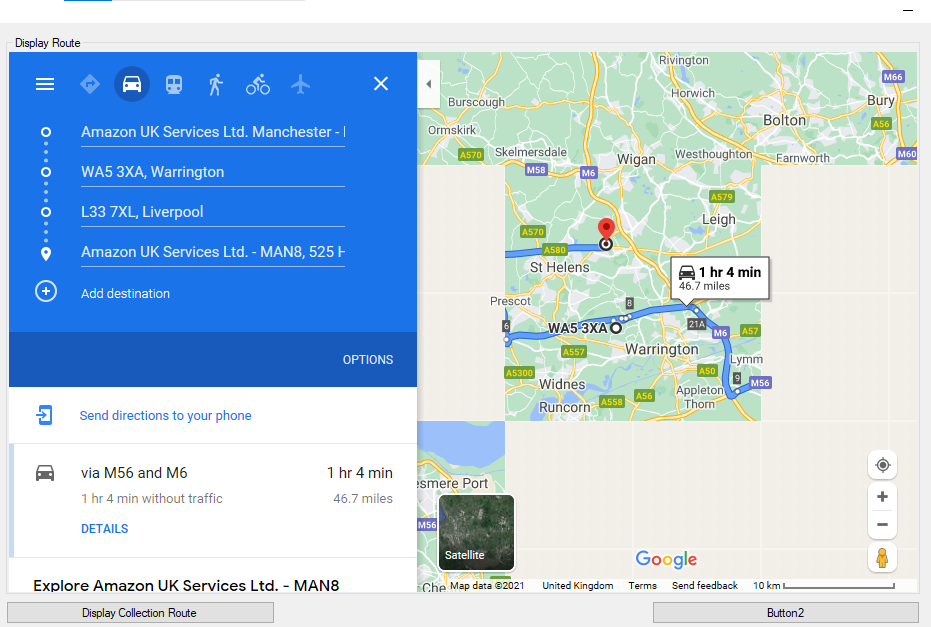 Display Route
Amazon UK Services Ltd. Manchester -
WA5 3XA, Warrington
L33 7XL, Liverpool
Amazon UK Services Ltd. - MAN8, 525 H
Add destination
OPTIONS
Send directions to your phone
via M56 and M6
1 hr 4 min
1 hr 4 min without traffic
46.7 miles
DETAILS
Explore Amazon UK Services Ltd. - MAN8
Rivington
M66
Horwich
Burscough
Bury
Bolton
A56
Ormskirk
A570
Skelmersdale
Wigan
Westhoughton
Farnworth
M60
M58
M6
A579
Leigh
A570
A580
St Helens
1 hr 4 min
46.7 miles
Prescot
8
6
WA5 3XA
21A
M6
A57
A557
Warrington
Lymm
A5300
A50
9
M56
Widnes
Appleton
Thorn
A56
A558
Runcorn
esmere Port
M56
Satellite
Google
Che
Map data ©2021
United Kingdom
Terms
Send feedback
10 km
Display Collection Route
Button2